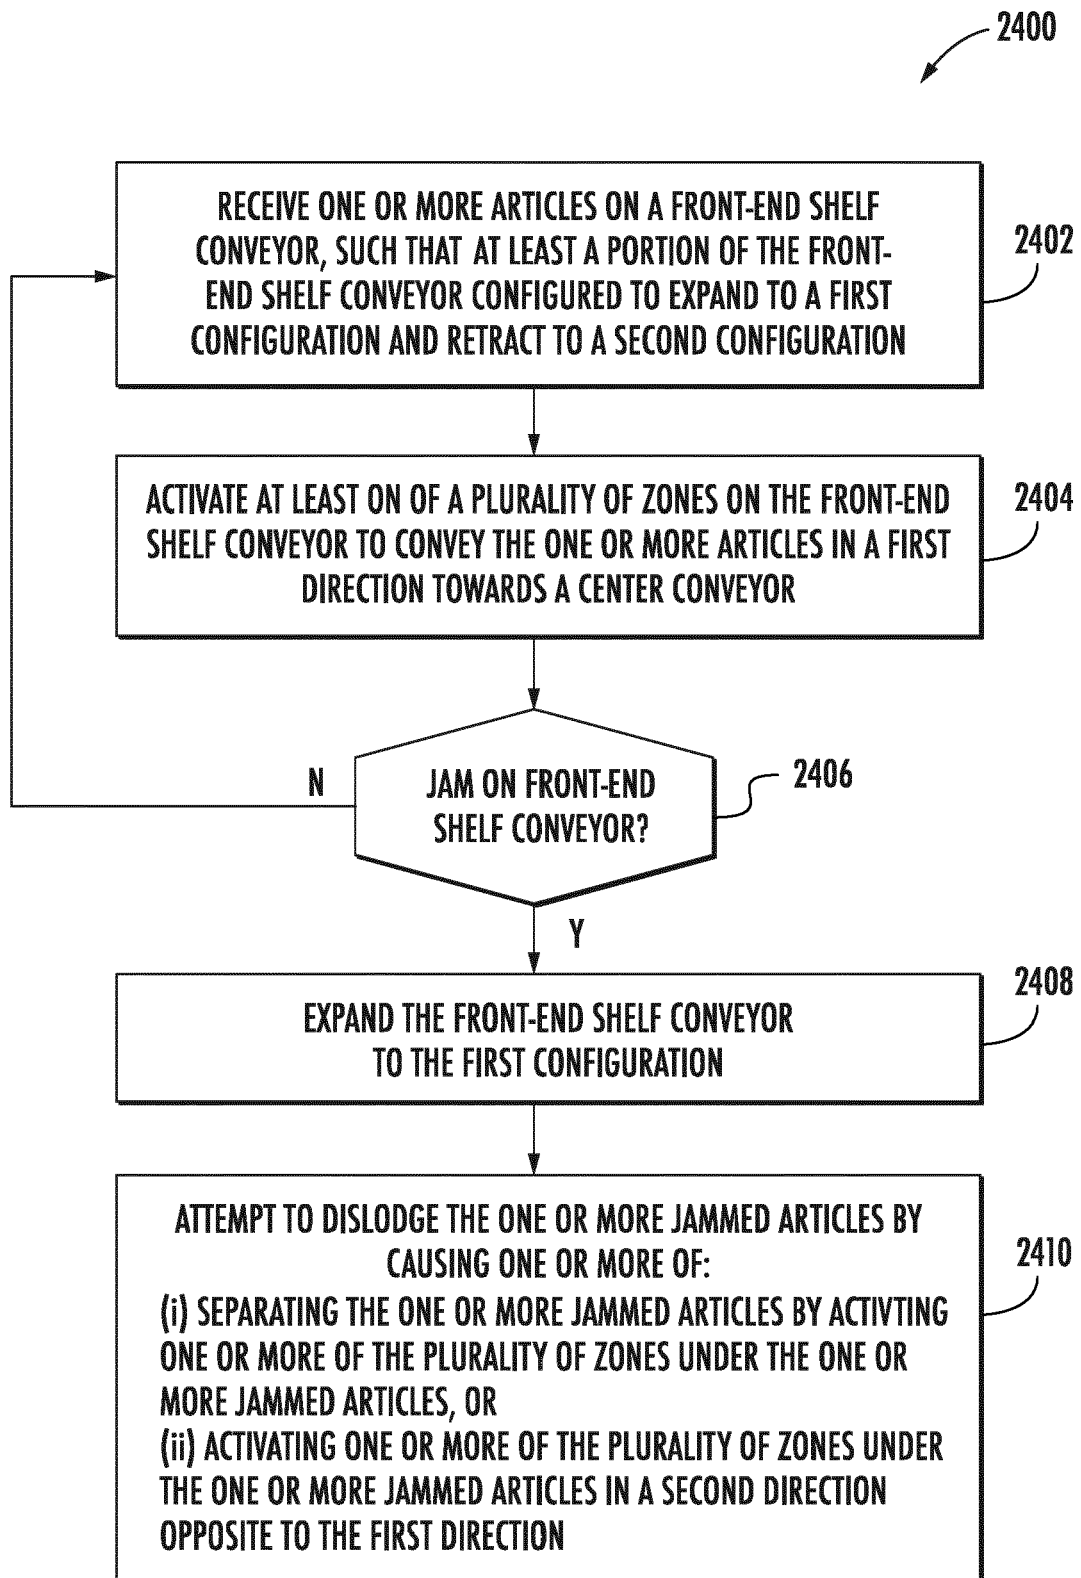 2400
RECEIVE ONE OR MORE ARTICLES ON A FRONT-END SHELF
CONVEYOR, SUCH THAT AT LEAST A PORTION OF THE FRONT-
END SHELF CONVEYOR CONFIGURED TO EXPAND TO A FIRST
CONFIGURATION AND RETRACT TO A SECOND CONFIGURATION
2402
ACTIVATE AT LEAST ON OF A PLURALITY OF ZONES ON THE FRONT-END
SHELF CONVEYOR TO CONVEY THE ONE OR MORE ARTICLES IN A FIRST
DIRECTION TOWARDS A CENTER CONVEYOR
2404
N
JAM ON FRONT-END
SHELF CONVEYOR?
2406
Y
EXPAND THE FRONT-END SHELF CONVEYOR
TO THE FIRST CONFIGURATION
2408
ATTEMPT TO DISLODGE THE ONE OR MORE JAMMED ARTICLES BY
CAUSING ONE OR MORE OF:
(i) SEPARATING THE ONE OR MORE JAMMED ARTICLES BY ACTIVTING
ONE OR MORE OF THE PLURALITY OF ZONES UNDER THE ONE OR
MORE JAMMED ARTICLES, OR
(ii) ACTIVATING ONE OR MORE OF THE PLURALITY OF ZONES UNDER
THE ONE OR MORE JAMMED ARTICLES IN A SECOND DIRECTION
OPPOSITE TO THE FIRST DIRECTION
2410